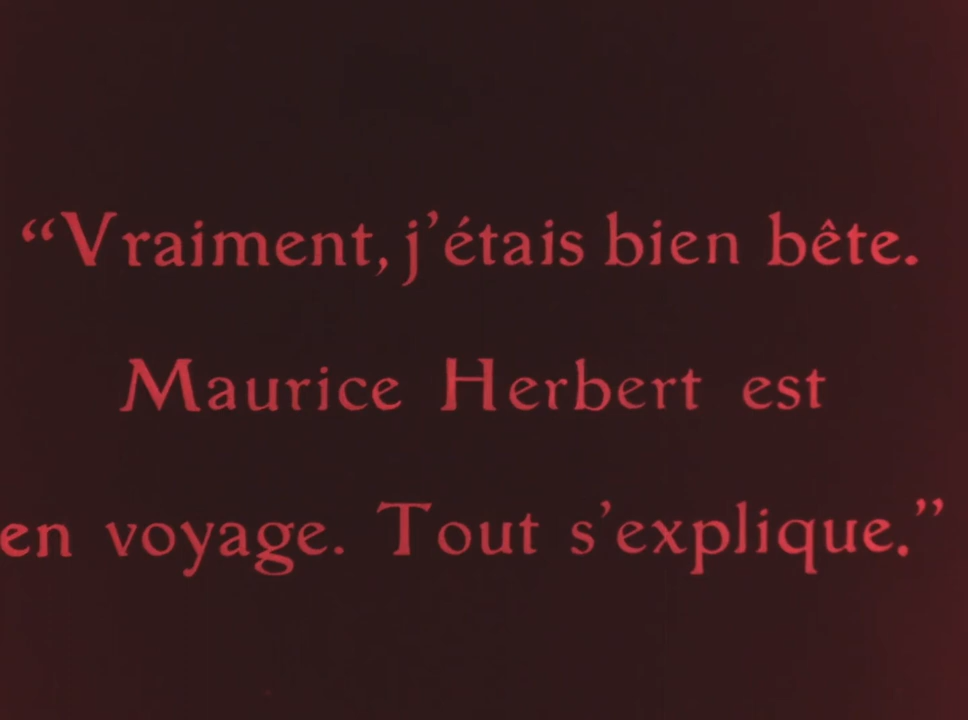 “Vraiment, j’étais bien bête.
Maurice Herbert est
en voyage. Tout s’explique.”